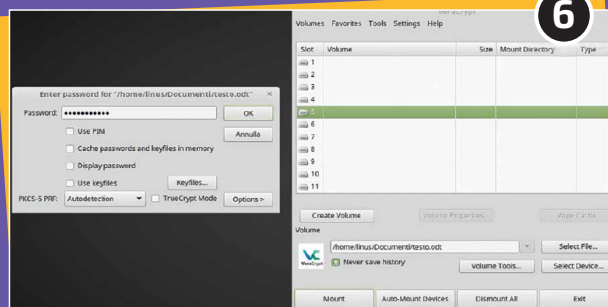 6
VeraCrypt
Volumes Favorites Tools Settings Help
Slot Volume Size Mount Directory Type
1
2
3
4
5
6
7
8
9
10
11
Enter password for "/home/linus/Documenti/testo.odt"
Password: ●●●●●●●●●●● OK
Use PIM Annulla
Cache passwords and keyfiles in memory
Display password
Use keyfiles Keyfiles...
PKCS-5 PRF: Autodetection TrueCrypt Mode Options >
Create Volume Volume Properties... Wipe Cache
Volume
/home/linus/Documenti/testo.odt Select File...
VeraCrypt Never save history Volume Tools... Select Device...
Mount Auto-Mount Devices Dismount All Exit